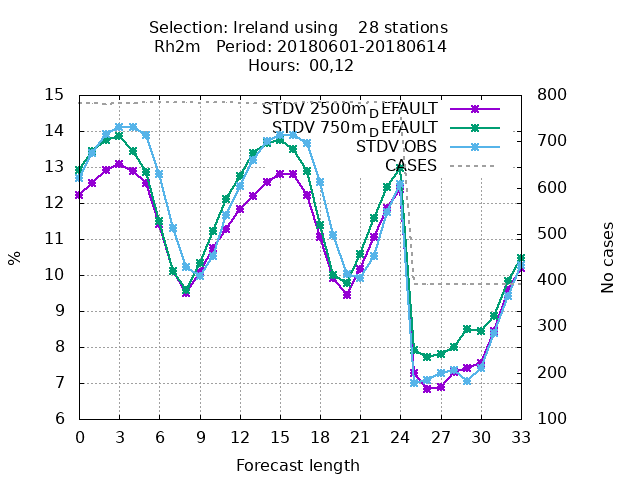 Selection: Ireland using    28 stations
Rh2m   Period: 20180601-20180614
Hours:  00,12
STDV 2500m_DEFAULT
STDV 750m_DEFAULT
STDV OBS
CASES
15
14
13
12
11
10
9
8
7
6
%
800
700
600
500
400
300
200
100
No cases
0 3 6 9 12 15 18 21 24 27 30 33
Forecast length